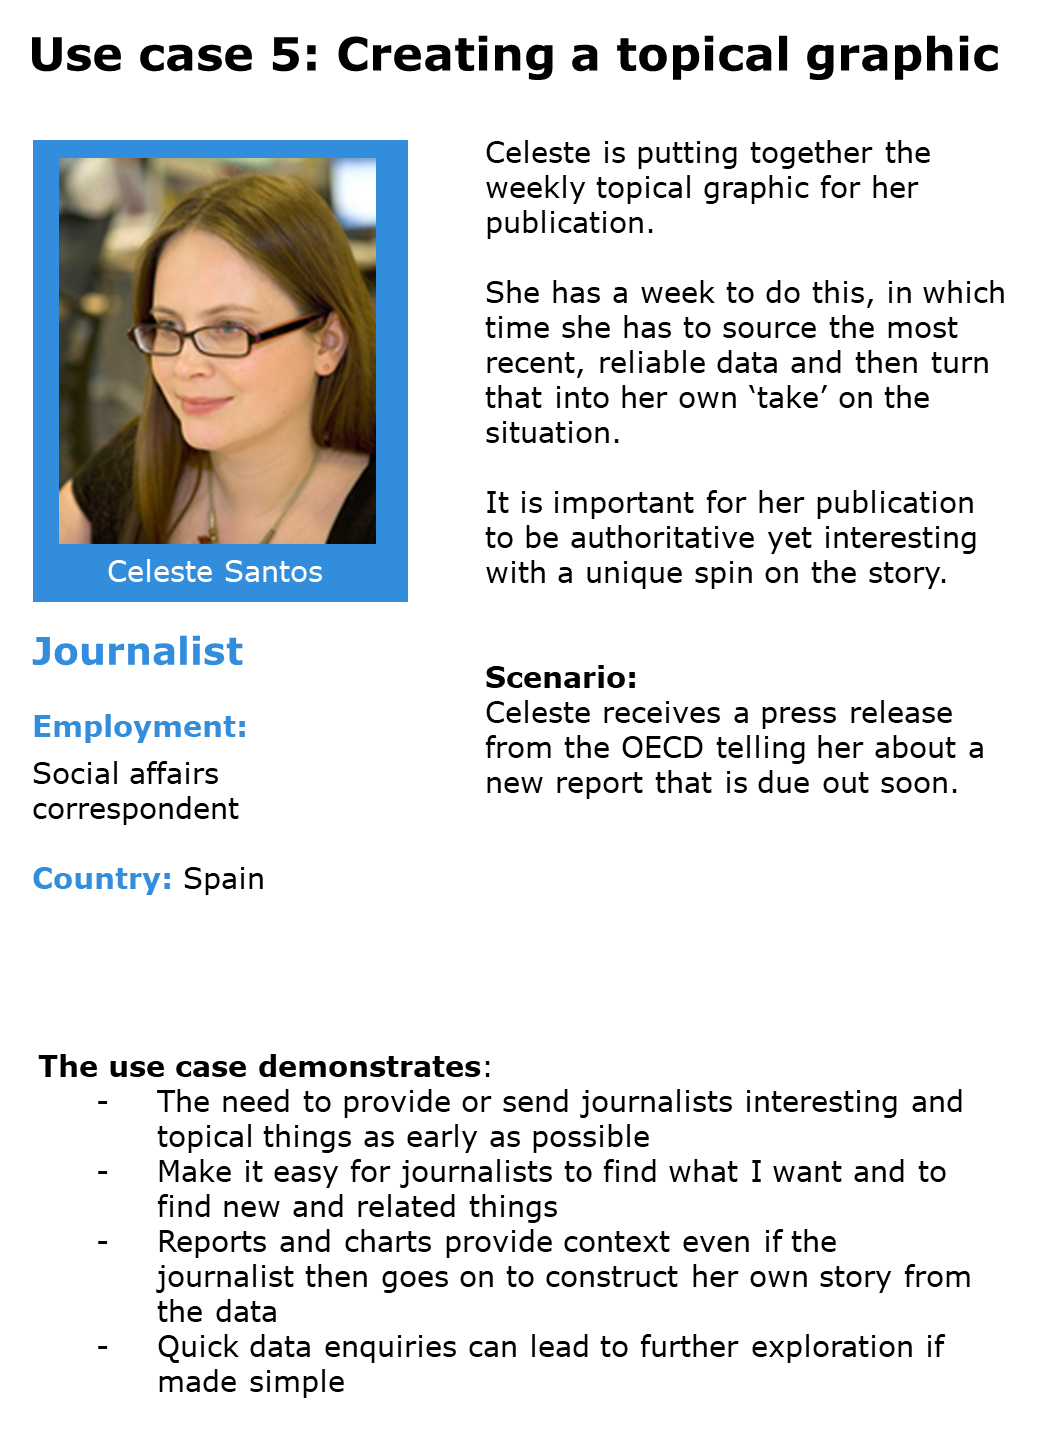 Use case 5: Creating a topical graphic
Celeste Santos
Journalist
Employment:
Social affairs
correspondent
Country: Spain
Celeste is putting together the
weekly topical graphic for her
publication.
She has a week to do this, in which
time she has to source the most
recent, reliable data and then turn
that into her own ‘take’ on the
situation.
It is important for her publication
to be authoritative yet interesting
with a unique spin on the story.
Scenario:
Celeste receives a press release
from the OECD telling her about a
new report that is due out soon.
The use case demonstrates:
- The need to provide or send journalists interesting and
topical things as early as possible
- Make it easy for journalists to find what I want and to
find new and related things
- Reports and charts provide context even if the
journalist then goes on to construct her own story from
the data
- Quick data enquiries can lead to further exploration if
made simple